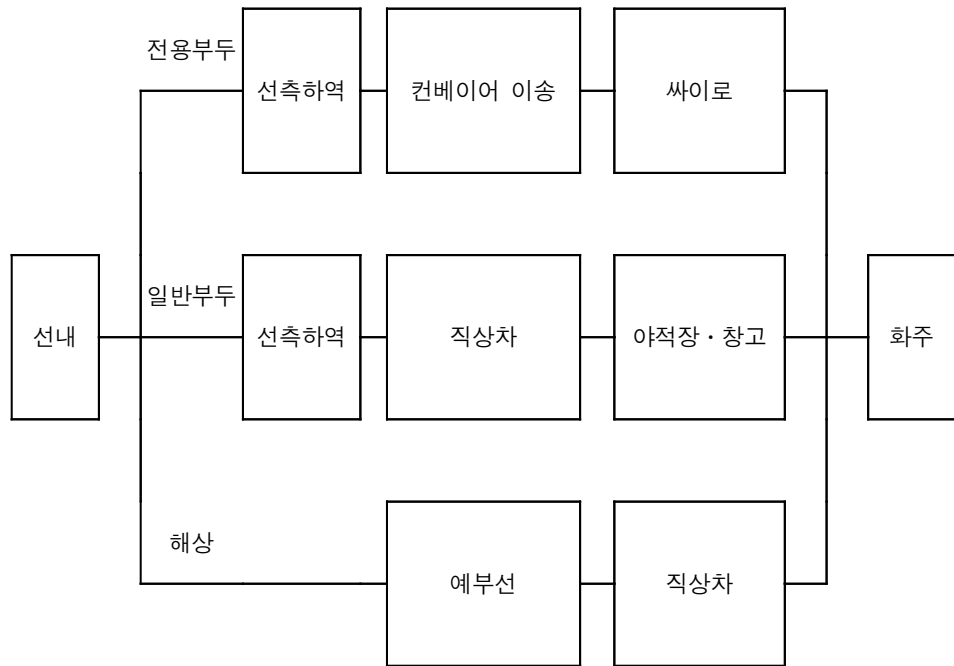 전용부두
선측하역
컨베이어 이송
싸이로
일반부두
선내
선측하역
직상차
야적장·창고
화주
해상
예부선
직상차